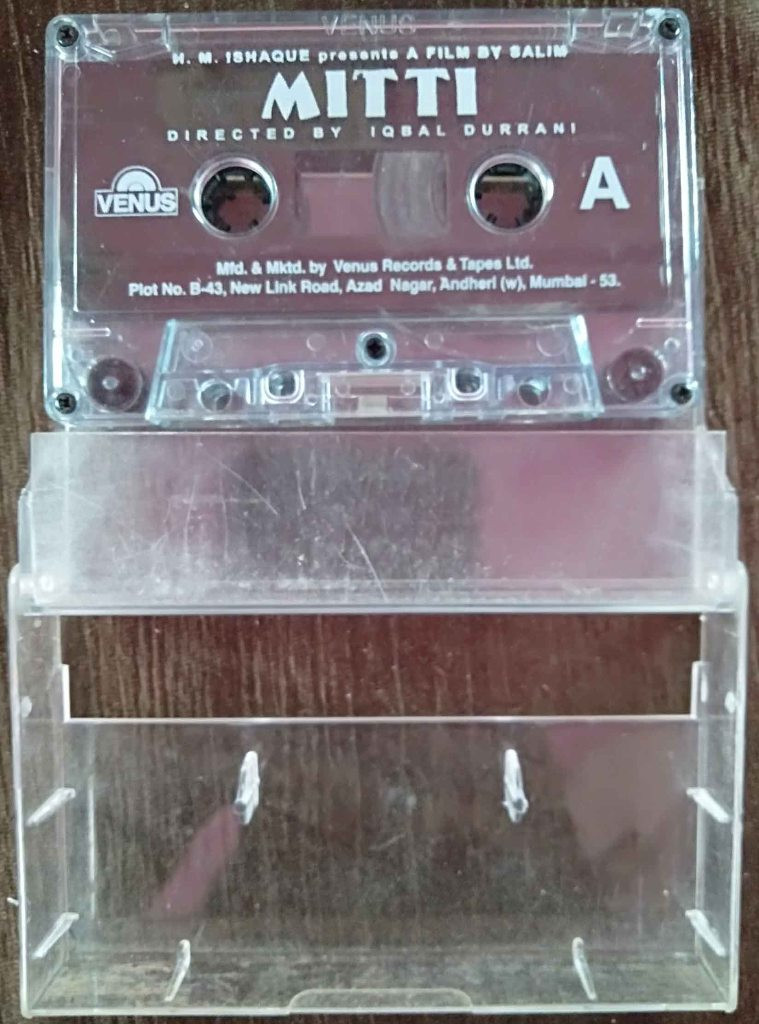 VENUS
H. M. ISHAQUE presents A FILM BY SALIM
MITTI
DIRECTED BY IQBAL DURRANI
VENUS
A
Mfd. & Mktd. by Venus Records & Tapes Ltd.
Plot No. B-43, New Link Road, Azad Nagar, Andheri (w), Mumbai - 53.